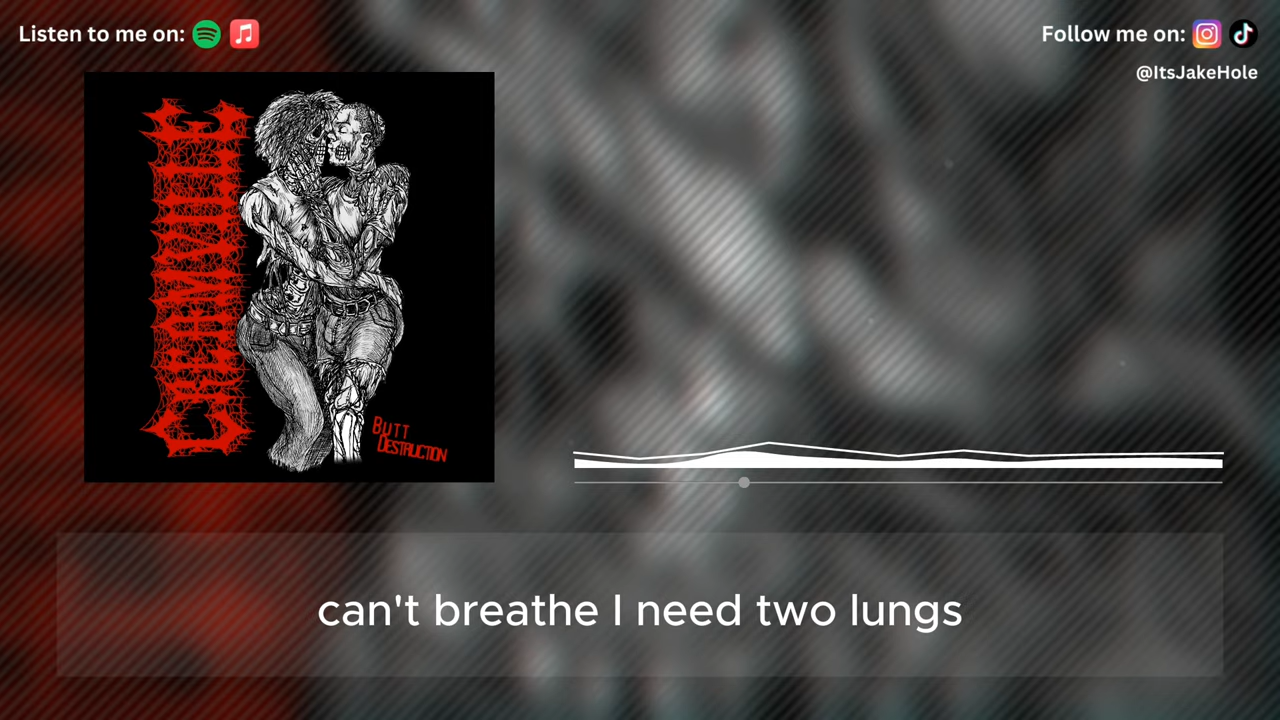 Listen to me on:
Follow me on:
@ItsJakeHole
BUTT
DESTRUCTION
can't breathe I need two lungs